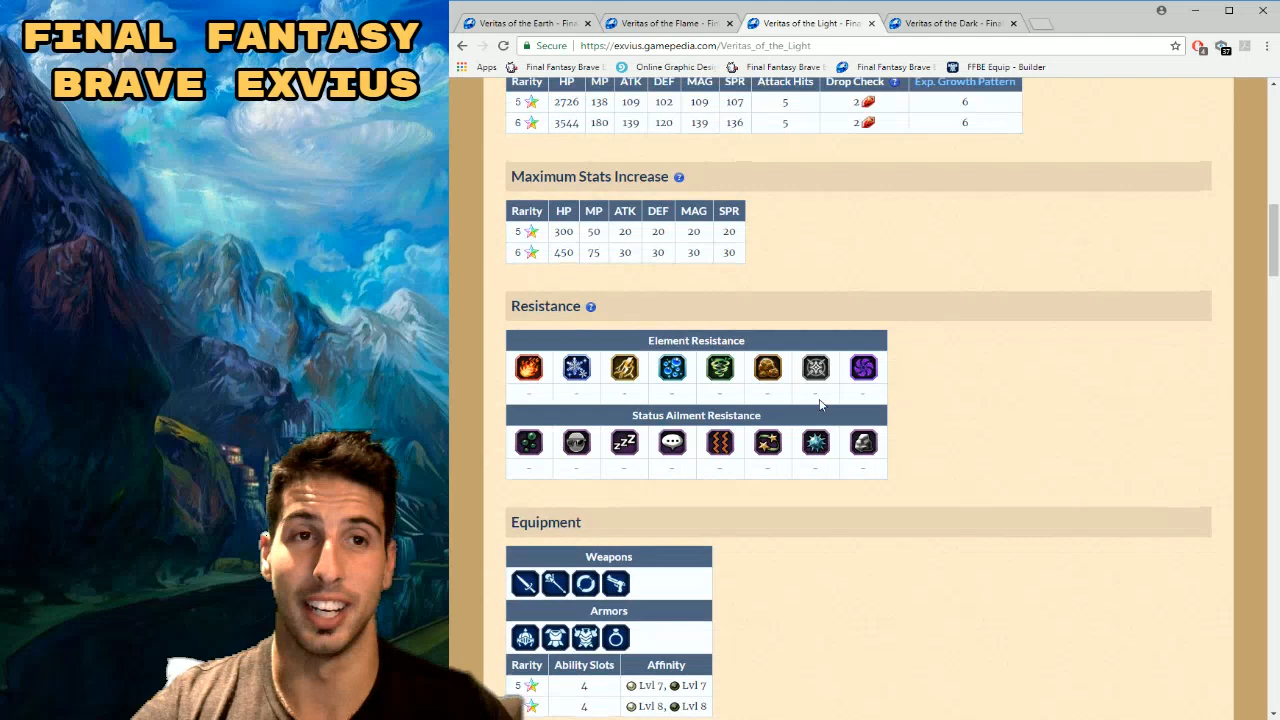 FINAL FANTASY
BRAVE EXVIUS
Veritas of the Earth - Fina
Veritas of the Flame - Fin
Veritas of the Light - Fina
Veritas of the Dark - Final
Secure
https://exvius.gamepedia.com/Veritas_of_the_Light
4
37
Apps
Final Fantasy Brave E
Online Graphic Desi
Final Fantasy Brave E
Final Fantasy Brave E
FFBE Equip - Builder
Rarity HP MP ATK DEF MAG SPR Attack Hits Drop Check Exp. Growth Pattern
5 2726 138 109 102 109 107 5 2 6
6 3544 180 139 120 139 136 5 2 6
Maximum Stats Increase
Rarity HP MP ATK DEF MAG SPR
5 300 50 20 20 20 20
6 450 75 30 30 30 30
Resistance
Element Resistance
- - - - - - - -
Status Ailment Resistance
zZZ
- - - - - - - -
Equipment
Weapons
Armors
Rarity Ability Slots Affinity
5 4 Lvl 7, Lvl 7
4 Lvl 8, Lvl 8